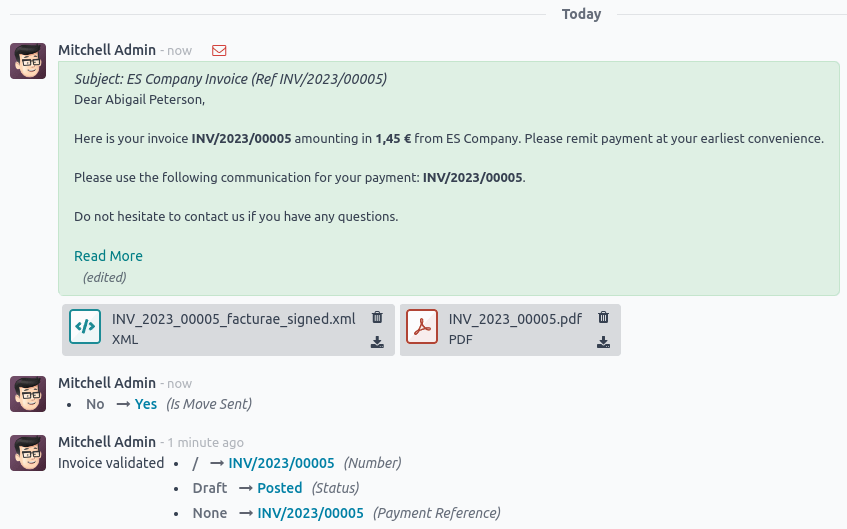 Today
Mitchell Admin - now
Subject: ES Company Invoice (Ref INV/2023/00005)
Dear Abigail Peterson,
Here is your invoice INV/2023/00005 amounting in 1,45 € from ES Company. Please remit payment at your earliest convenience.
Please use the following communication for your payment: INV/2023/00005.
Do not hesitate to contact us if you have any questions.
Read More
(edited)
INV_2023_00005_facturae_signed.xml
XML
INV_2023_00005.pdf
PDF
Mitchell Admin - now
• No → Yes (Is Move Sent)
Mitchell Admin - 1 minute ago
Invoice validated • / → INV/2023/00005 (Number)
• Draft → Posted (Status)
• None → INV/2023/00005 (Payment Reference)